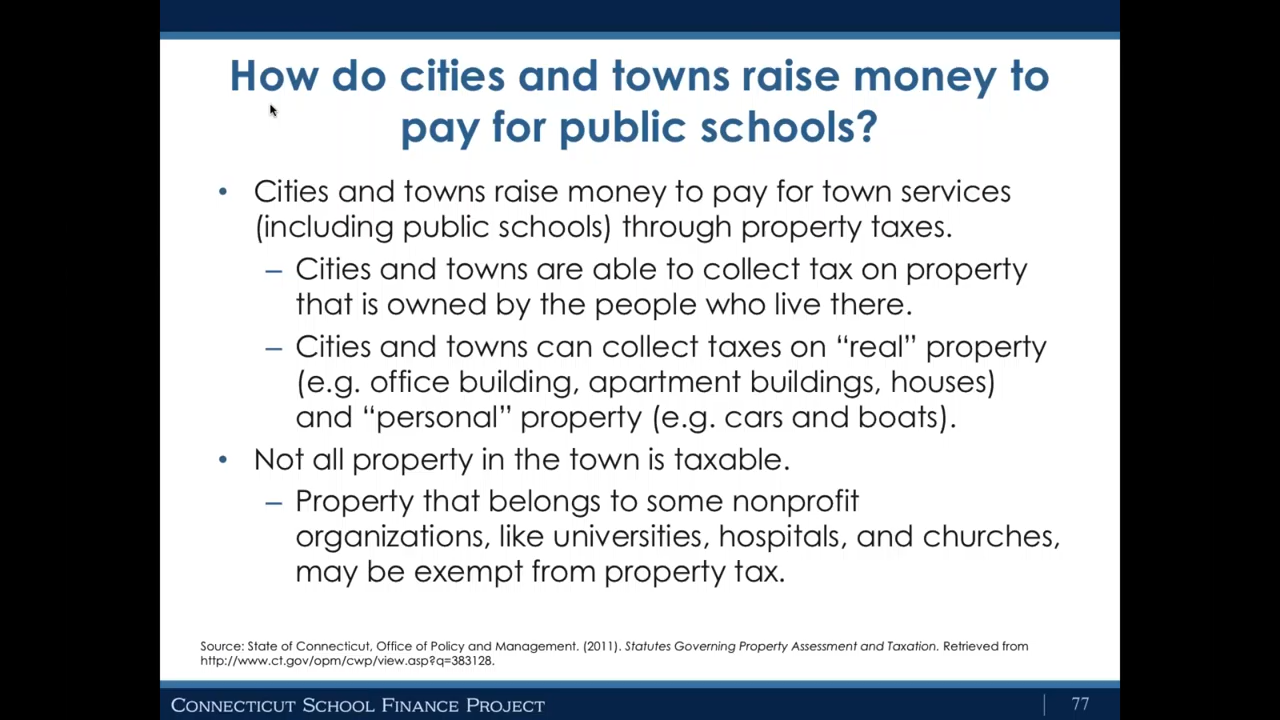 How do cities and towns raise money to
pay for public schools?
• Cities and towns raise money to pay for town services
(including public schools) through property taxes.
– Cities and towns are able to collect tax on property
that is owned by the people who live there.
– Cities and towns can collect taxes on “real” property
(e.g. office building, apartment buildings, houses)
and “personal” property (e.g. cars and boats).
• Not all property in the town is taxable.
– Property that belongs to some nonprofit
organizations, like universities, hospitals, and churches,
may be exempt from property tax.
Source: State of Connecticut, Office of Policy and Management. (2011). Statutes Governing Property Assessment and Taxation. Retrieved from
http://www.ct.gov/opm/cwp/view.asp?q=383128.
CONNECTICUT SCHOOL FINANCE PROJECT
77